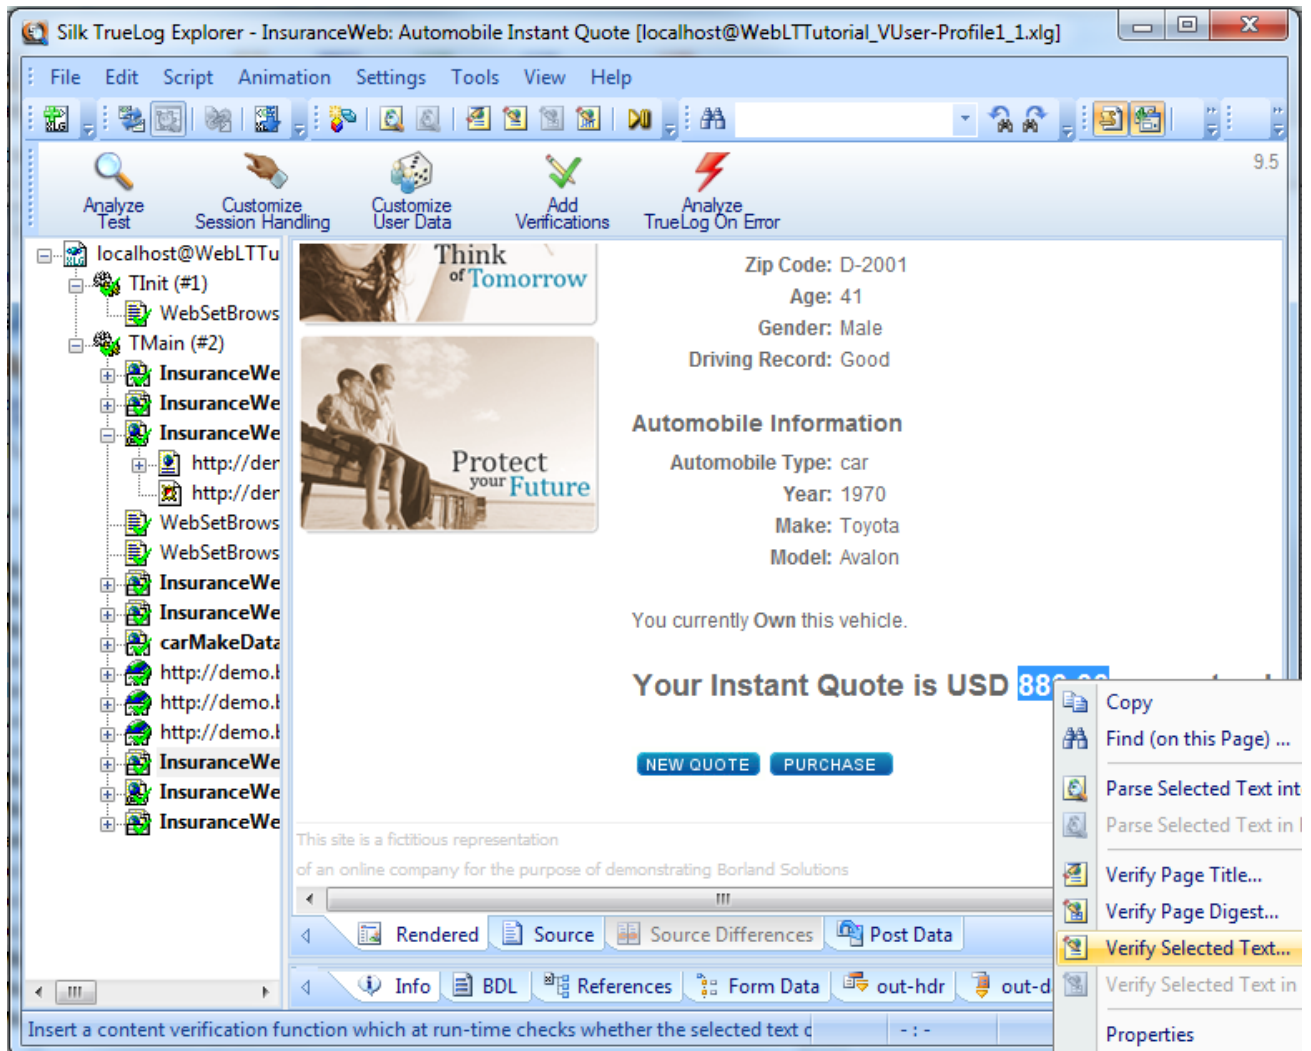 Silk TrueLog Explorer - InsuranceWeb: Automobile Instant Quote [localhost@WebLTTutorial_VUser-Profile1_1.xlg]
File Edit Script Animation Settings Tools View Help
9.5
Analyze Test
Customize Session Handling
Customize User Data
Add Verifications
Analyze TrueLog On Error
localhost@WebLTTu
TInit (#1)
WebSetBrows
TMain (#2)
InsuranceWe
InsuranceWe
InsuranceWe
http://der
http://der
WebSetBrows
WebSetBrows
InsuranceWe
InsuranceWe
carMakeData
http://demo.b
http://demo.b
http://demo.b
InsuranceWe
InsuranceWe
InsuranceWe
Think
of Tomorrow
Protect
your Future
Zip Code: D-2001
Age: 41
Gender: Male
Driving Record: Good
Automobile Information
Automobile Type: car
Year: 1970
Make: Toyota
Model: Avalon
You currently Own this vehicle.
Your Instant Quote is USD
NEW QUOTE PURCHASE
This site is a fictitious representation
of an online company for the purpose of demonstrating Borland Solutions
Copy
Find (on this Page) ...
Parse Selected Text int
Parse Selected Text in
Verify Page Title...
Verify Page Digest...
Verify Selected Text...
Verify Selected Text in
Properties
Rendered Source Source Differences Post Data
Info BDL References Form Data out-hdr out-d
Insert a content verification function which at run-time checks whether the selected text c
- : -